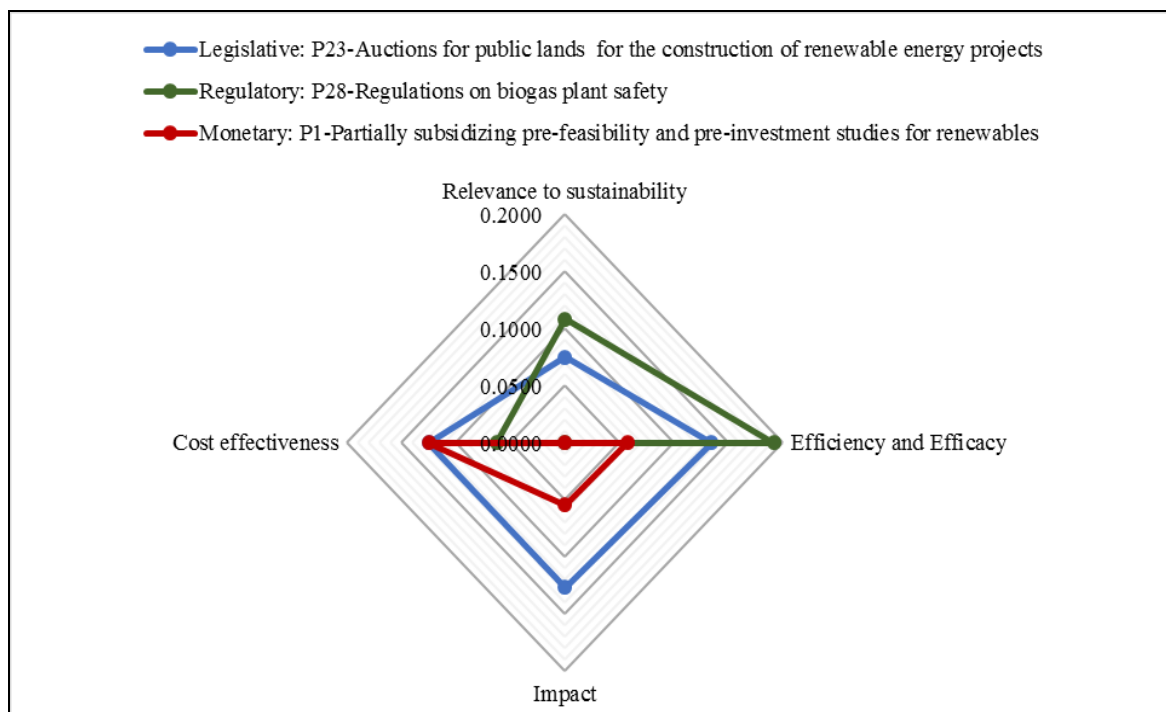 Legislative: P23-Auctions for public lands for the construction of renewable energy projects
Regulatory: P28-Regulations on biogas plant safety
Monetary: P1-Partially subsidizing pre-feasibility and pre-investment studies for renewables
Relevance to sustainability
0.2000
0.1500
0.1000
0.0500
Cost effectiveness
0.0000
Efficiency and Efficacy
Impact